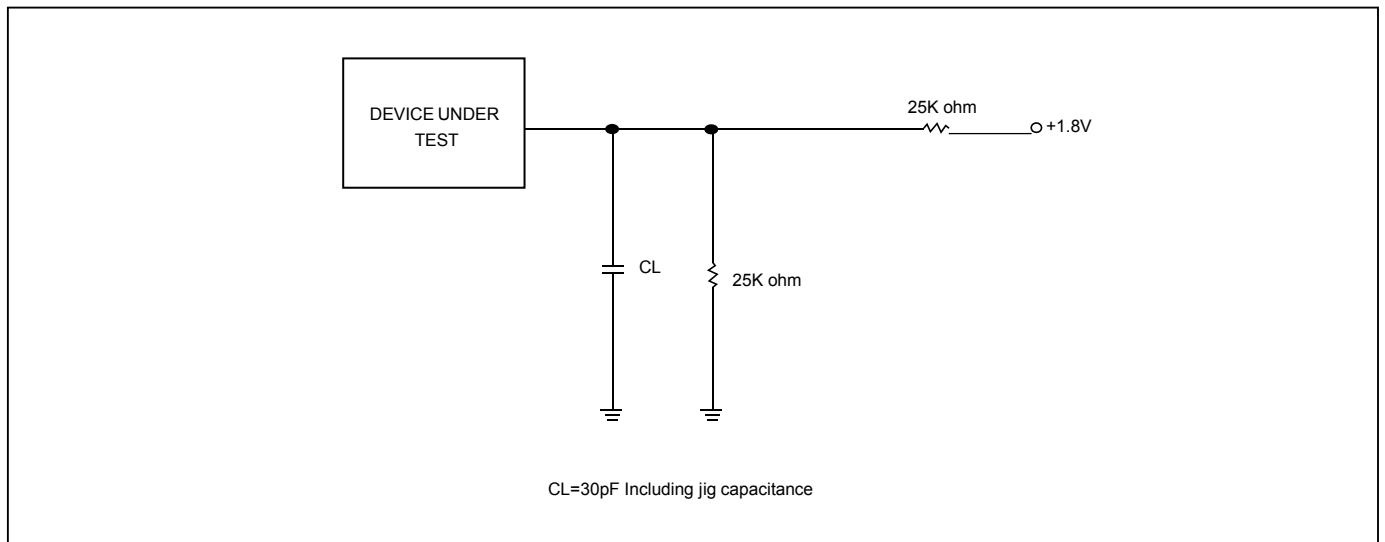 DEVICE UNDER
TEST
25K ohm
+1.8V
CL
25K ohm
CL=30pF Including jig capacitance